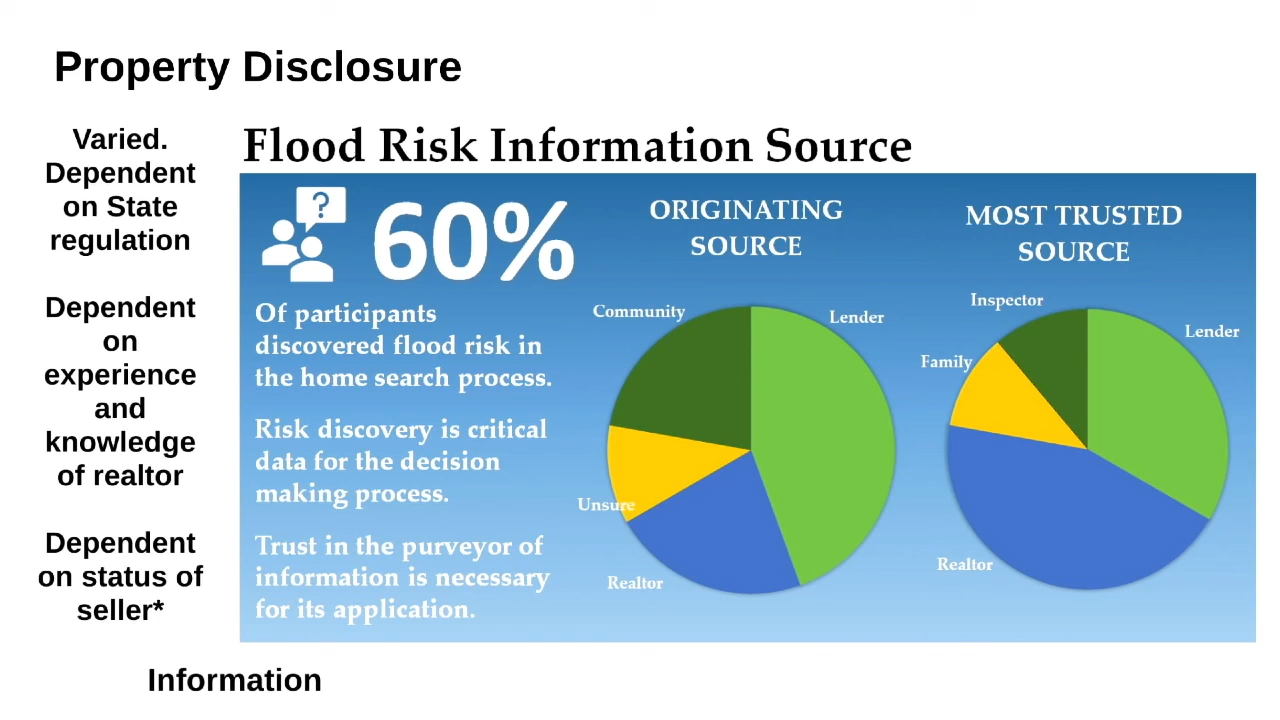 Property Disclosure
Varied.
Dependent
on State
regulation
Dependent
on
experience
and
knowledge
of realtor
Dependent
on status of
seller*
Information
Flood Risk Information Source
?
60%
Of participants
discovered flood risk in
the home search process.
Risk discovery is critical
data for the decision
making process.
Trust in the purveyor of
information is necessary
for its application.
ORIGINATING
SOURCE
Community
Lender
Unsure
Realtor
MOST TRUSTED
SOURCE
Inspector
Lender
Family
Realtor